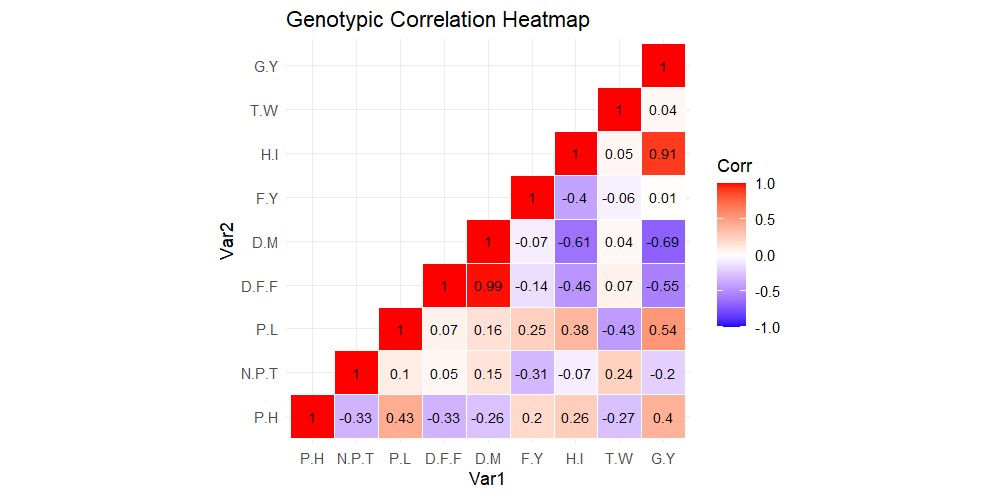 Genotypic Correlation Heatmap
G.Y 1
T.W 1 0.04
H.I 1 0.05 0.91
F.Y 1 -0.4 -0.06 0.01
D.M 1 -0.07 -0.61 0.04 -0.69
D.F.F 1 0.99 -0.14 -0.46 0.07 -0.55
P.L 1 0.07 0.16 0.25 0.38 -0.43 0.54
N.P.T 1 0.1 0.05 0.15 -0.31 -0.07 0.24 -0.2
P.H 1 -0.33 0.43 -0.33 -0.26 0.2 0.26 -0.27 0.4
P.H N.P.T P.L D.F.F D.M F.Y H.I T.W G.Y
Var1
Var2
Corr
1.0
0.5
0.0
-0.5
-1.0